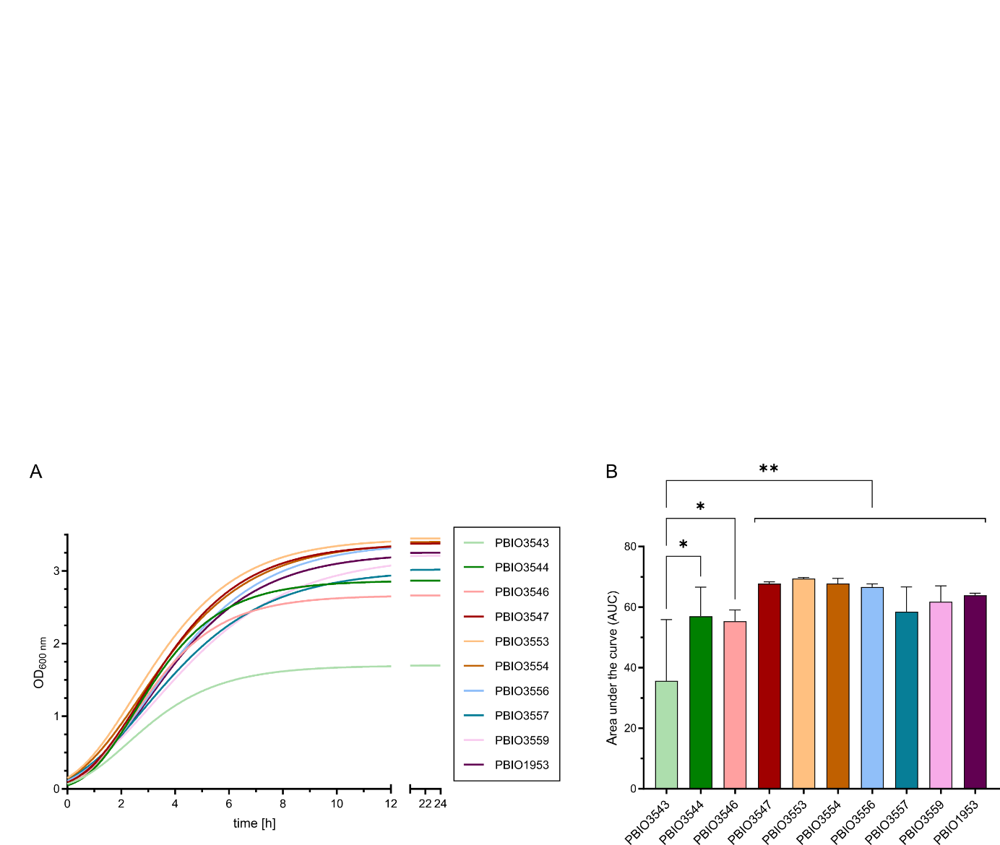 A
B
**
*
*
OD600 nm
3
2
1
0
0 2 4 6 8 10 12 22 24
time [h]
PBIO3543
PBIO3544
PBIO3546
PBIO3547
PBIO3553
PBIO3554
PBIO3556
PBIO3557
PBIO3559
PBIO1953
Area under the curve (AUC)
80
60
40
20
0
PBIO3543
PBIO3544
PBIO3546
PBIO3547
PBIO3553
PBIO3554
PBIO3556
PBIO3557
PBIO3559
PBIO1953